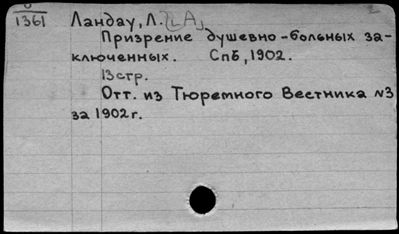 1361 Ландау, Л. [L A]
Призрение душевно-больных за-
ключенных. СпБ, 1902.
13 стр.
Отт. из Тюремного Вестника №3
за 1902 г.